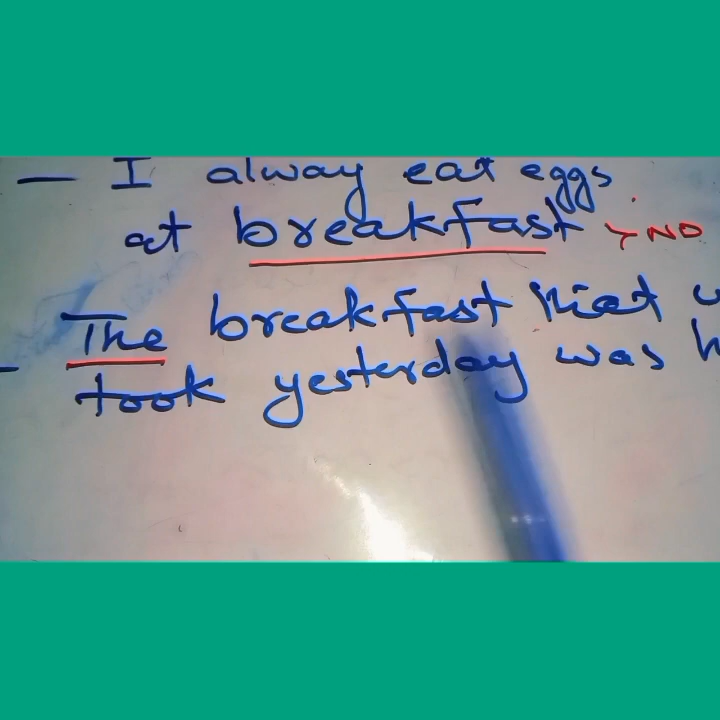 — I alway eat eggs
at breakfast → NO
- The breakfast that
took yesterday was